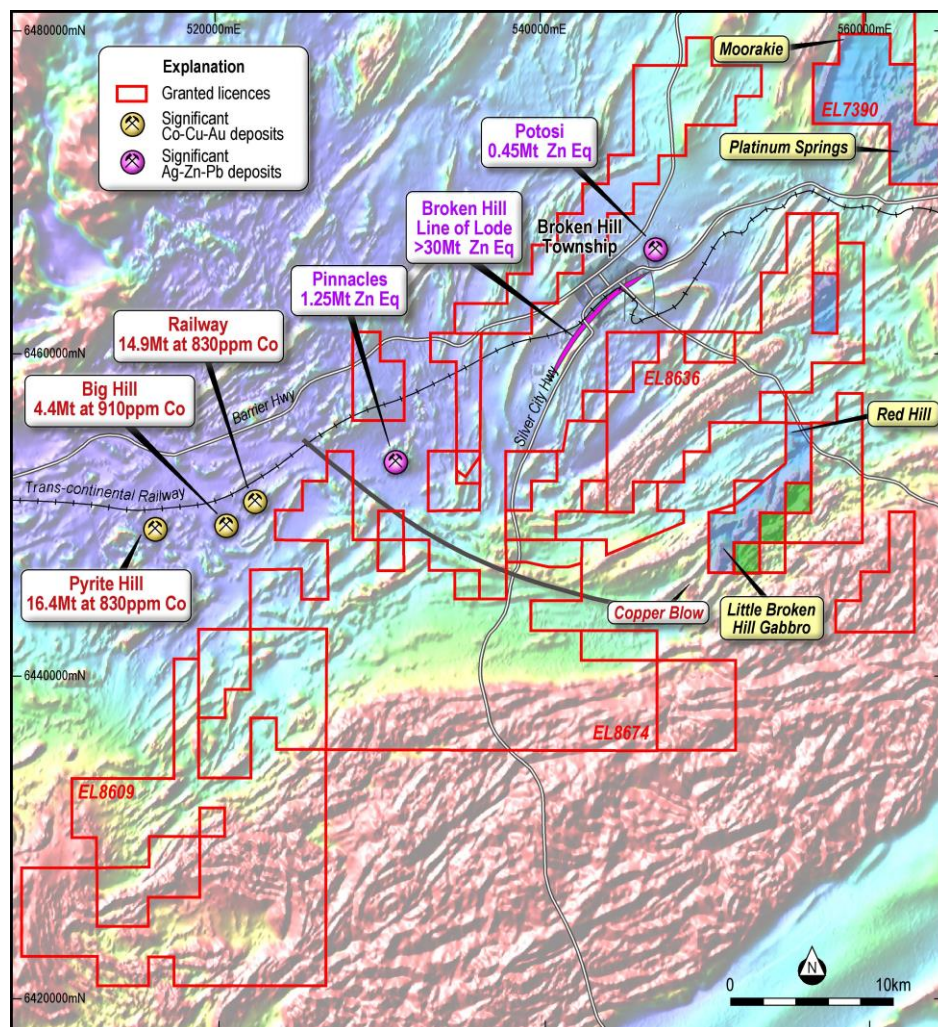 6480000mN
520000mE
540000mE
560000mE
Explanation
Granted licences
Significant
Co-Cu-Au deposits
Significant
Ag-Zn-Pb deposits
Moorakie
EL7390
Platinum Springs
Potosi
0.45Mt Zn Eq
Broken Hill
Line of Lode
>30Mt Zn Eq
Broken Hill
Township
Pinnacles
1.25Mt Zn Eq
Railway
14.9Mt at 830ppm Co
6460000mN
Big Hill
4.4Mt at 910ppm Co
Barrier Hwy
Silver City Hwy
EL8636
Red Hill
Trans-continental Railway
Pyrite Hill
16.4Mt at 830ppm Co
Copper Blow
Little Broken
Hill Gabbro
6440000mN
EL8674
EL8609
N
0
10km
6420000mN